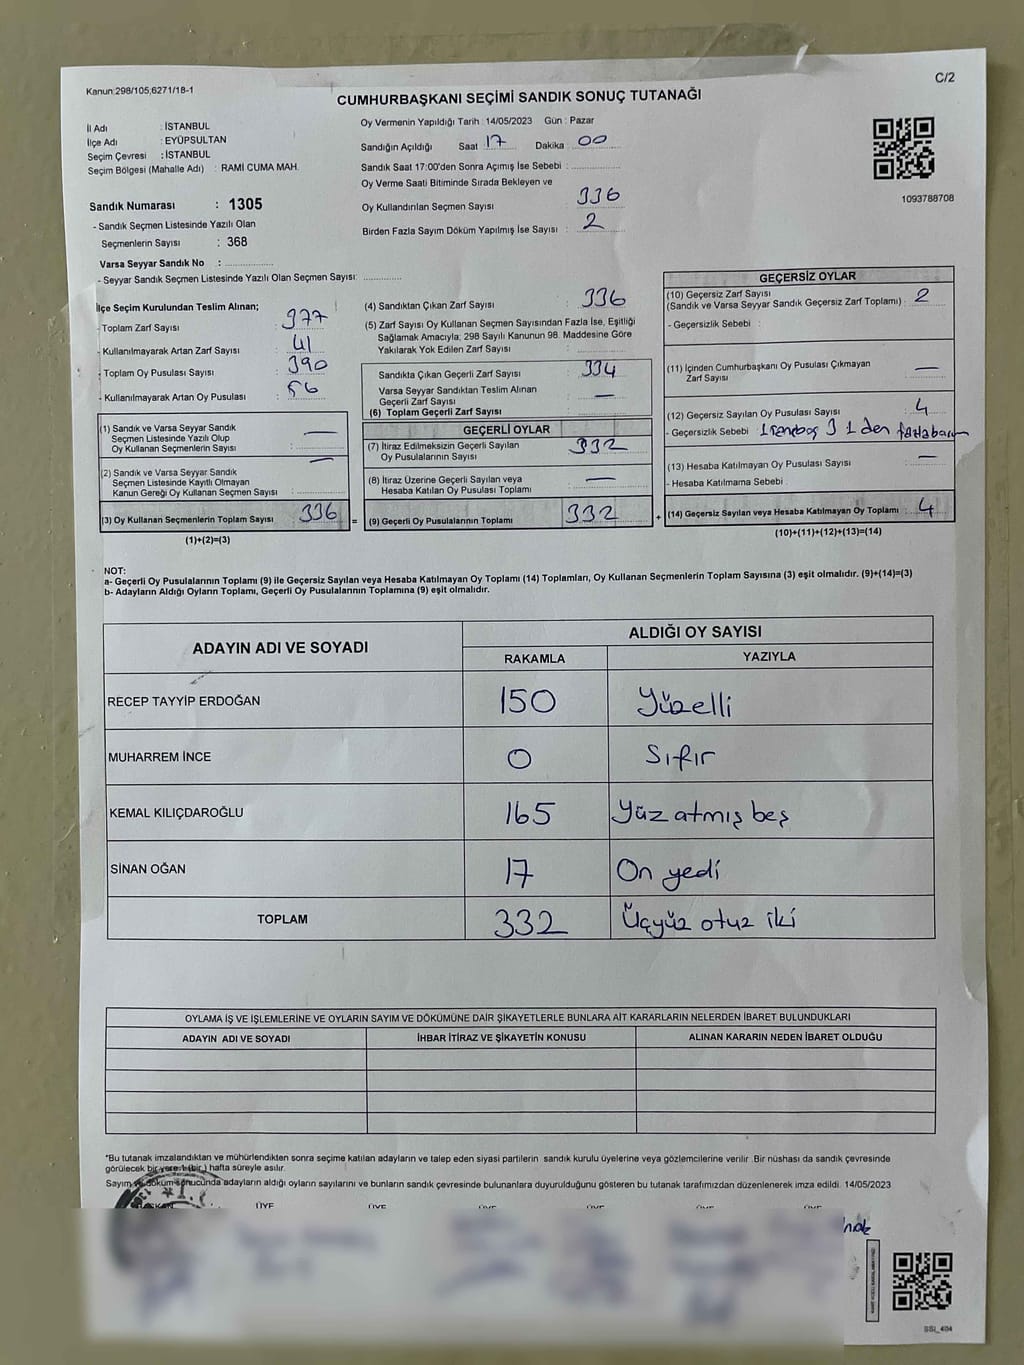 Kanun:298/105;6271/18-1
C/2
CUMHURBAŞKANI SEÇİMİ SANDIK SONUÇ TUTANAĞI
İl Adı : İSTANBUL
İlçe Adı : EYÜPSULTAN
Seçim Çevresi : İSTANBUL
Seçim Bölgesi (Mahalle Adı) : RAMİ CUMA MAH.
Sandık Numarası : 1305
- Sandık Seçmen Listesinde Yazılı Olan
Seçmenlerin Sayısı : 368
Varsa Seyyar Sandık No :
- Seyyar Sandık Seçmen Listesinde Yazılı Olan Seçmen Sayısı:
Oy Vermenin Yapıldığı Tarih :14/05/2023 Gün : Pazar
Sandığın Açıldığı Saat : 17 Dakika : 00
Sandık Saat 17:00'den Sonra Açılmış İse Sebebi :
Oy Verme Saati Bitiminde Sırada Bekleyen ve
Oy Kullandırılan Seçmen Sayısı : 336
Birden Fazla Sayım Döküm Yapılmış İse Sayısı : 2
1093788708
İlçe Seçim Kurulundan Teslim Alınan;
- Toplam Zarf Sayısı : 377
- Kullanılmayarak Artan Zarf Sayısı : 41
- Toplam Oy Pusulası Sayısı : 390
- Kullanılmayarak Artan Oy Pusulası : 56
(1) Sandık ve Varsa Seyyar Sandık
Seçmen Listesinde Yazılı Olup
Oy Kullanan Seçmenlerin Sayısı : —
(2) Sandık ve Varsa Seyyar Sandık
Seçmen Listesinde Kayıtlı Olmayan
Kanun Gereği Oy Kullanan Seçmen Sayısı : —
(3) Oy Kullanan Seçmenlerin Toplam Sayısı : 336
(1)+(2)=(3)
(4) Sandıktan Çıkan Zarf Sayısı : 336
(5) Zarf Sayısı Oy Kullanan Seçmen Sayısından Fazla İse, Eşitliği
Sağlamak Amacıyla; 298 Sayılı Kanunun 98. Maddesine Göre
Yakılarak Yok Edilen Zarf Sayısı :
Sandıkta Çıkan Geçerli Zarf Sayısı : 334
Varsa Seyyar Sandıktan Teslim Alınan
Geçerli Zarf Sayısı : —
(6) Toplam Geçerli Zarf Sayısı :
GEÇERLİ OYLAR
(7) İtiraz Edilmeksizin Geçerli Sayılan
Oy Pusulalarının Sayısı : 332
(8) İtiraz Üzerine Geçerli Sayılan veya
Hesaba Katılan Oy Pusulası Toplamı : —
= (9) Geçerli Oy Pusulalarının Toplamı : 332
GEÇERSİZ OYLAR
(10) Geçersiz Zarf Sayısı
(Sandık ve Varsa Seyyar Sandık Geçersiz Zarf Toplamı) : 2
- Geçersizlik Sebebi :
(11) İçinden Cumhurbaşkanı Oy Pusulası Çıkmayan
Zarf Sayısı : —
(12) Geçersiz Sayılan Oy Pusulası Sayısı : 4
- Geçersizlik Sebebi : 1 3 1 den
(13) Hesaba Katılmayan Oy Pusulası Sayısı : —
- Hesaba Katılmama Sebebi :
+ (14) Geçersiz Sayılan veya Hesaba Katılmayan Oy Toplamı : 4
(10)+(11)+(12)+(13)=(14)
NOT:
a- Geçerli Oy Pusulalarının Toplamı (9) ile Geçersiz Sayılan veya Hesaba Katılmayan Oy Toplamı (14) Toplamları, Oy Kullanan Seçmenlerin Toplam Sayısına (3) eşit olmalıdır. (9)+(14)=(3)
b- Adayların Aldığı Oyların Toplamı, Geçerli Oy Pusulalarının Toplamına (9) eşit olmalıdır.
ADAYIN ADI VE SOYADI
ALDIĞI OY SAYISI
RAKAMLA YAZIYLA
RECEP TAYYİP ERDOĞAN 150 Yüzelli
MUHARREM İNCE 0 Sıfır
KEMAL KILIÇDAROĞLU 165 Yüz atmış beş
SİNAN OĞAN 17 On yedi
TOPLAM 332 Üçyüz otuz iki
OYLAMA İŞ VE İŞLEMLERİNE VE OYLARIN SAYIM VE DÖKÜMÜNE DAİR ŞİKAYETLERLE BUNLARA AİT KARARLARIN NELERDEN İBARET BULUNDUKLARI
ADAYIN ADI VE SOYADI İHBAR İTİRAZ VE ŞİKAYETİN KONUSU ALINAN KARARIN NEDEN İBARET OLDUĞU
*Bu tutanak imzalandıktan ve mühürlendikten sonra seçime katılan adayların ve talep eden siyasi partilerin sandık kurulu üyelerine veya gözlemcilerine verilir .Bir nüshası da sandık çevresinde
görülecek bir yere 1 (bir ) hafta süreyle asılır.
Sayım ve döküm sonucunda adayların aldığı oyların sayılarını ve bunların sandık çevresinde bulunanlara duyurulduğunu gösteren bu tutanak tarafımızdan düzenlenerek imza edildi. 14/05/2023
BAŞKAN ÜYE ÜYE ÜYE ÜYE ÜYE ÜYE
SSI_404